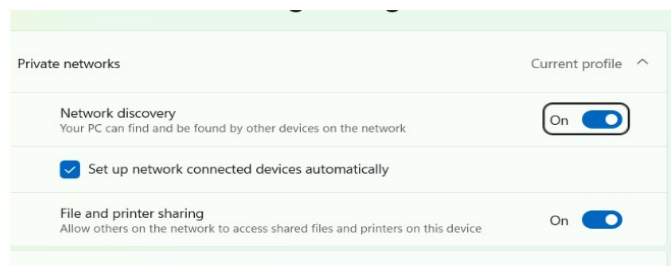 Private networks
Current profile
Network discovery
Your PC can find and be found by other devices on the network
On
Set up network connected devices automatically
File and printer sharing
Allow others on the network to access shared files and printers on this device
On